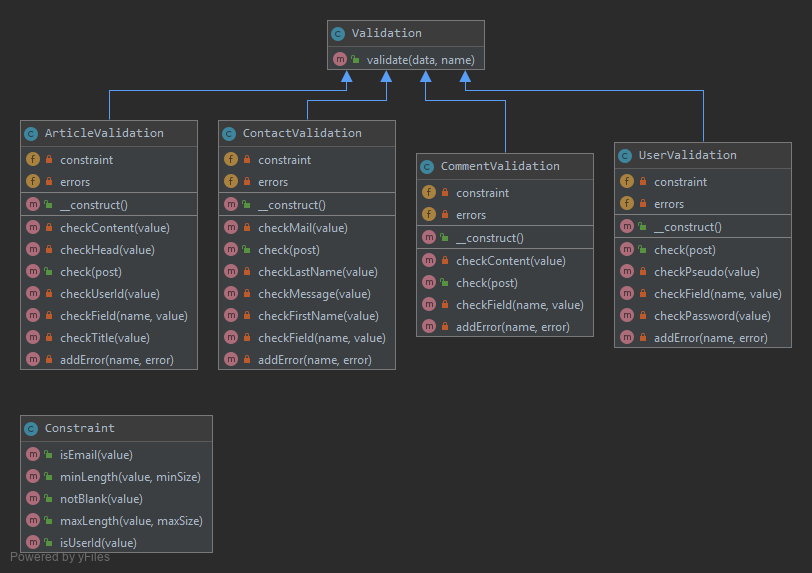 Validation
validate(data, name)
ArticleValidation
constraint
errors
__construct()
checkContent(value)
checkHead(value)
check(post)
checkUserId(value)
checkField(name, value)
checkTitle(value)
addError(name, error)
ContactValidation
constraint
errors
__construct()
checkMail(value)
check(post)
checkLastName(value)
checkMessage(value)
checkFirstName(value)
checkField(name, value)
addError(name, error)
CommentValidation
constraint
errors
__construct()
checkContent(value)
check(post)
checkField(name, value)
addError(name, error)
UserValidation
constraint
errors
__construct()
check(post)
checkPseudo(value)
checkField(name, value)
checkPassword(value)
addError(name, error)
Constraint
isEmail(value)
minLength(value, minSize)
notBlank(value)
maxLength(value, maxSize)
isUserId(value)
Powered by yFiles